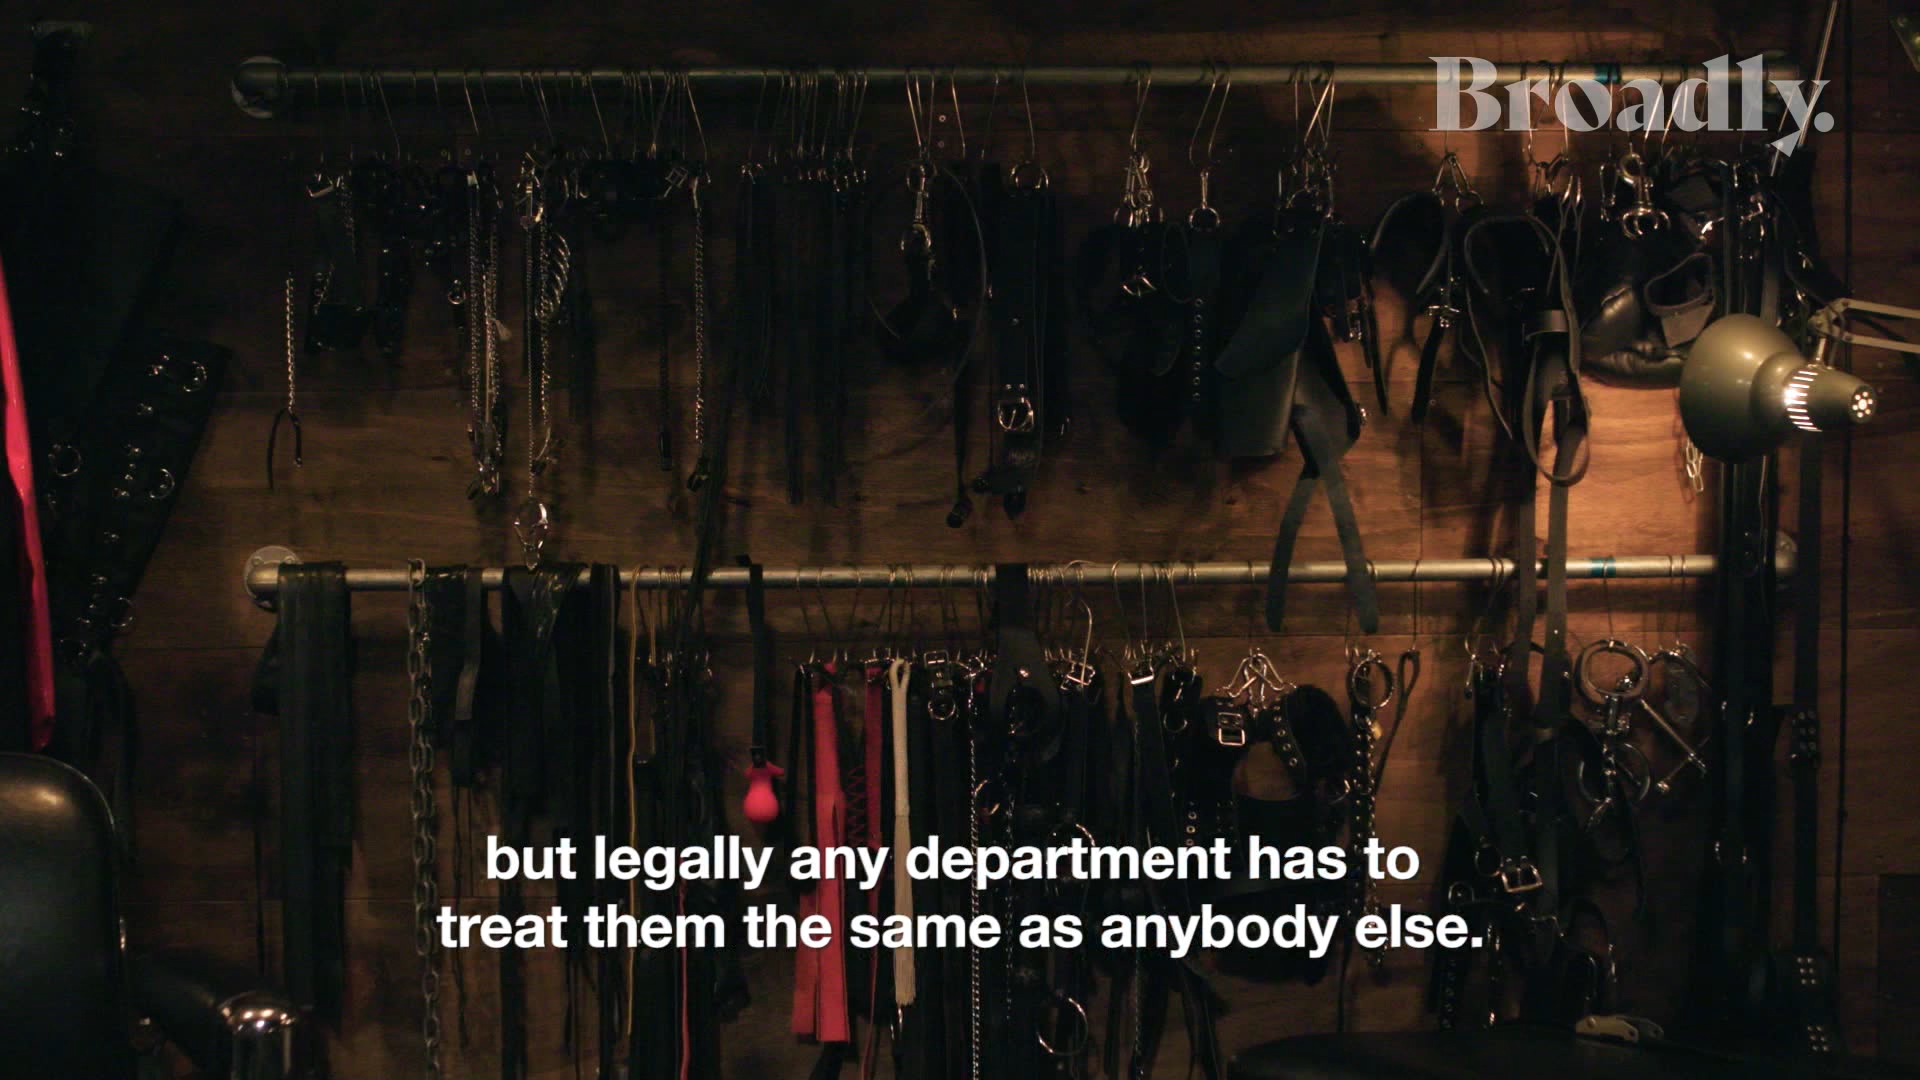 Broadly.
but legally any department has to
treat them the same as anybody else.